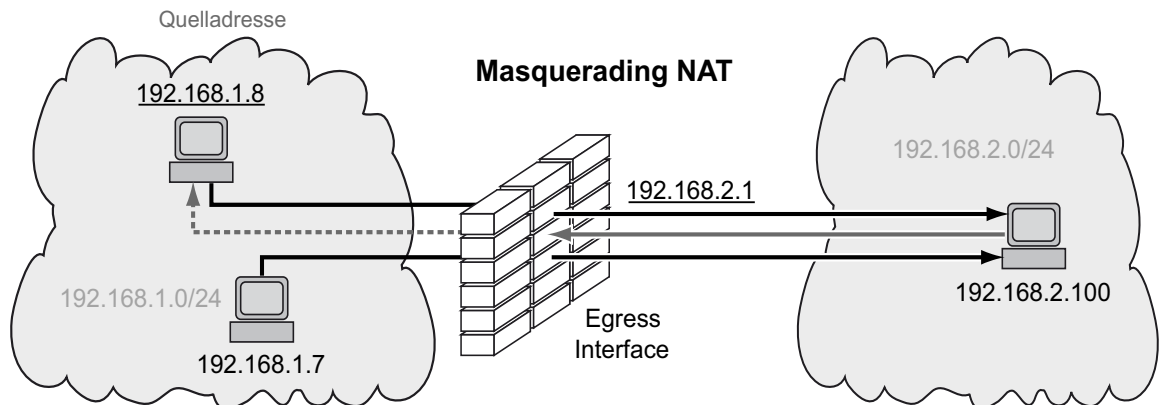 Quelladresse
Masquerading NAT
192.168.1.8
192.168.2.0/24
192.168.2.1
192.168.1.0/24
192.168.2.100
Egress
Interface
192.168.1.7